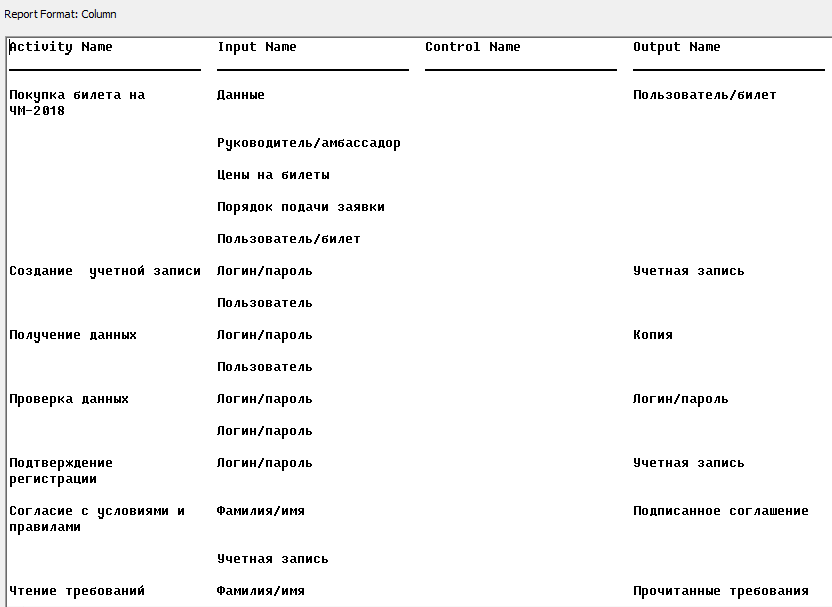 Report Format: Column
Activity Name Input Name Control Name Output Name
Покупка билета на Данные Пользователь/билет
ЧМ-2018
Руководитель/амбассадор
Цены на билеты
Порядок подачи заявки
Пользователь/билет
Создание  учетной записи Логин/пароль Учетная запись
Пользователь
Получение данных Логин/пароль Копия
Пользователь
Проверка данных Логин/пароль Логин/пароль
Логин/пароль
Подтверждение Логин/пароль Учетная запись
регистрации
Согласие с условиями и Фамилия/имя Подписанное соглашение
правилами
Учетная запись
Чтение требований Фамилия/имя Прочитанные требования